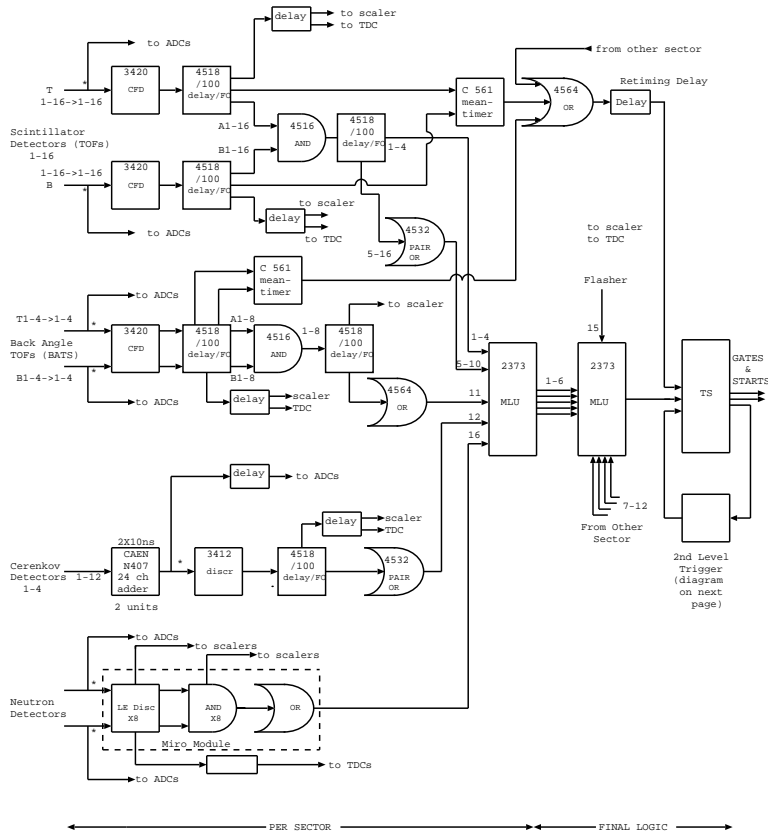 to scaler
to TDC
delay
to ADCs
from other sector
3420
CFD
4518
/100
delay/FO
T
1-16->1-16
*
C 561
mean-
timer
4564
OR
Retiming Delay
Delay
A1-16
B1-16
4516
AND
4518
/100
delay/FO
1-4
Scintillator
Detectors (TOFs)
1-16
1-16->1-16
B
*
3420
CFD
4518
/100
delay/FO
to ADCs
delay
to scaler
to TDC
5-16
4532
PAIR
OR
to scaler
to TDC
C 561
mean-
timer
Flasher
to ADCs
T1-4->1-4
*
Back Angle
TOFs (BATS)
B1-4->1-4
*
3420
CFD
4518
/100
delay/FO
A1-8
B1-8
4516
AND
1-8
4518
/100
delay/FO
to scaler
15
1-4
5-10
11
12
16
2373
MLU
1-6
2373
MLU
TS
GATES
&
STARTS
to ADCs
delay
scaler
TDC
4564
OR
delay
to ADCs
7-12
From Other
Sector
2nd Level
Trigger
(diagram
on next
page)
Cerenkov
Detectors
1-4
1-12
2X10ns
CAEN
N407
24 ch
adder
2 units
*
3412
discr
4518
/100
delay/FO
delay
scaler
TDC
4532
PAIR
OR
to ADCs
to scalers
to scalers
Neutron
Detectors
*
*
LE Disc
X8
AND
X8
OR
Miro Module
to TDCs
to ADCs
PER SECTOR
FINAL LOGIC